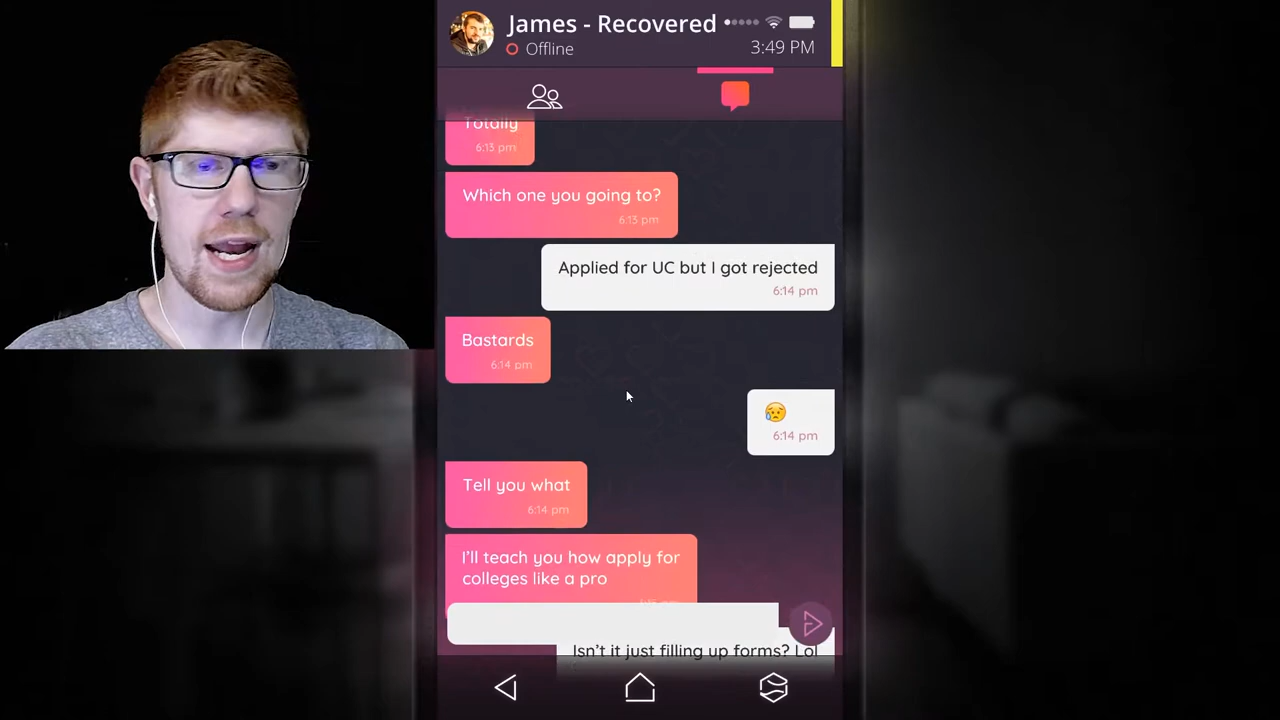 James - Recovered
Offline
3:49 PM
Totally
6:13 pm
Which one you going to?
6:13 pm
Applied for UC but I got rejected
6:14 pm
Bastards
6:14 pm
6:14 pm
Tell you what
6:14 pm
I'll teach you how apply for
colleges like a pro
Isn't it just filling up forms? Lol